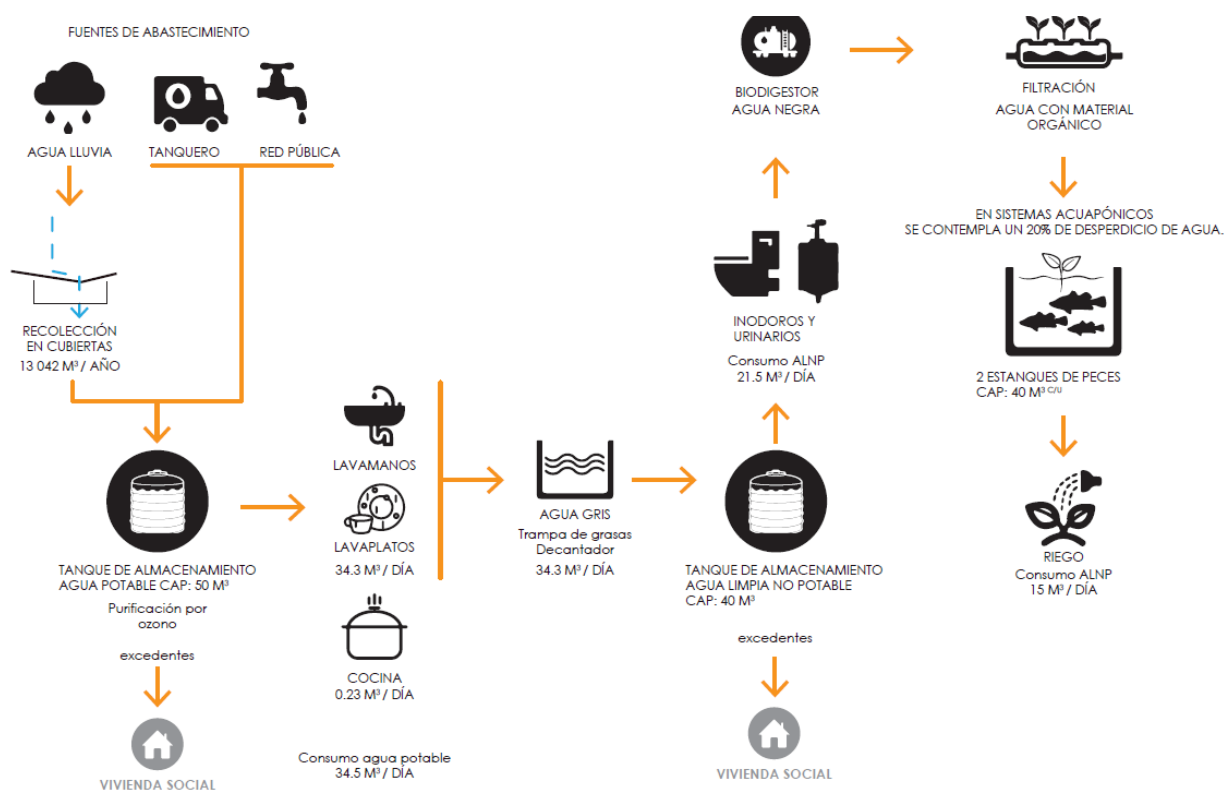 FUENTES DE ABASTECIMIENTO
AGUA LLUVIA
TANQUERO
RED PÚBLICA
RECOLECCIÓN
EN CUBIERTAS
13 042 M³ / AÑO
TANQUE DE ALMACENAMIENTO
AGUA POTABLE CAP: 50 M³
Purificación por
ozono
excedentes
VIVIENDA SOCIAL
LAVAMANOS
LAVAPLATOS
34.3 M³ / DÍA
COCINA
0.23 M³ / DÍA
Consumo agua potable
34.5 M³ / DÍA
AGUA GRIS
Trampa de grasas
Decantador
34.3 M³ / DÍA
BIODIGESTOR
AGUA NEGRA
INODOROS Y
URINARIOS
Consumo ALNP
21.5 M³ / DÍA
TANQUE DE ALMACENAMIENTO
AGUA LIMPIA NO POTABLE
CAP: 40 M³
excedentes
VIVIENDA SOCIAL
FILTRACIÓN
AGUA CON MATERIAL
ORGÁNICO
EN SISTEMAS ACUAPÓNICOS
SE CONTEMPLA UN 20% DE DESPERDICIO DE AGUA.
2 ESTANQUES DE PECES
CAP: 40 M³ C/U
RIEGO
Consumo ALNP
15 M³ / DÍA